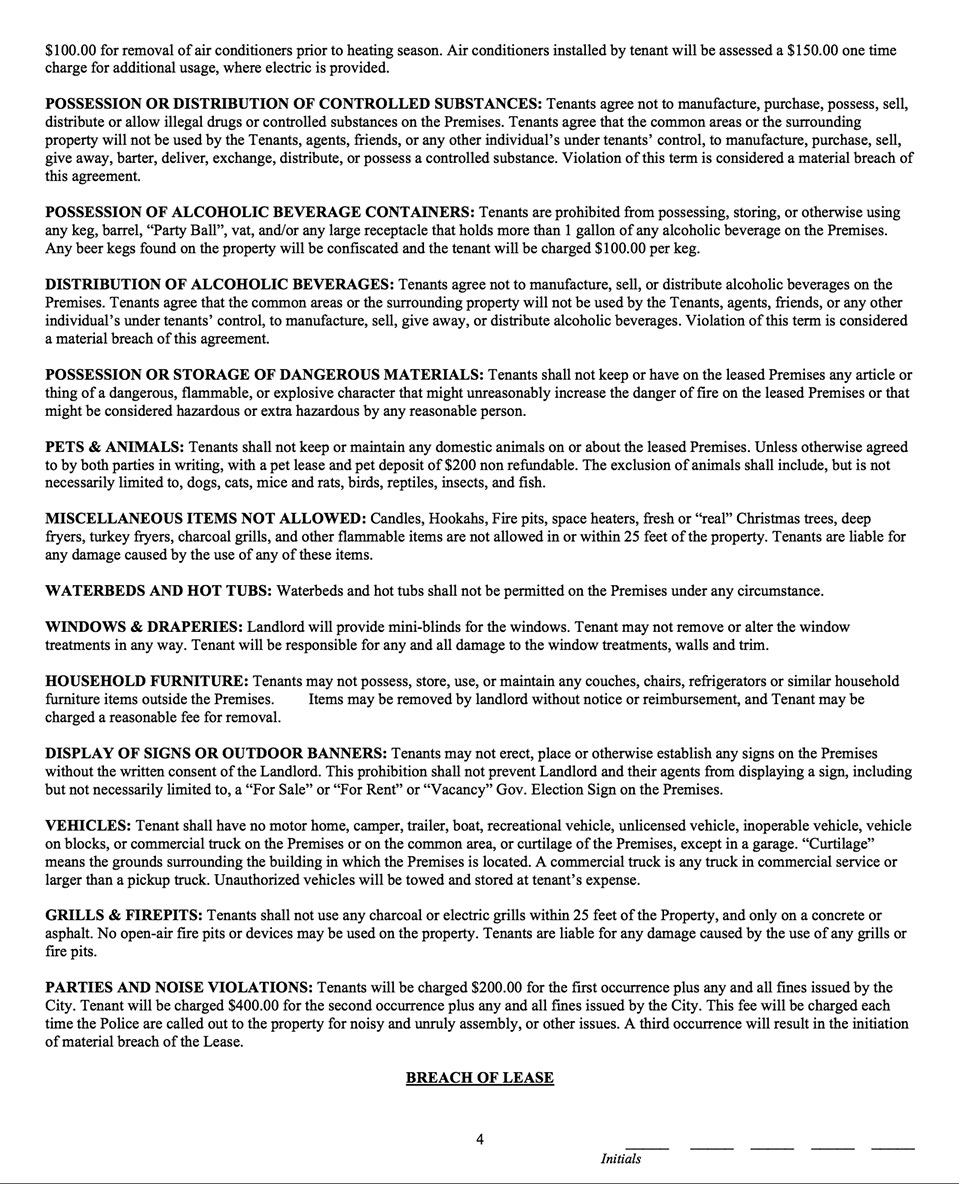 $100.00 for removal of air conditioners prior to heating season. Air conditioners installed by tenant will be assessed a $150.00 one time
charge for additional usage, where electric is provided.
POSSESSION OR DISTRIBUTION OF CONTROLLED SUBSTANCES: Tenants agree not to manufacture, purchase, possess, sell,
distribute or allow illegal drugs or controlled substances on the Premises. Tenants agree that the common areas or the surrounding
property will not be used by the Tenants, agents, friends, or any other individual’s under tenants’ control, to manufacture, purchase, sell,
give away, barter, deliver, exchange, distribute, or possess a controlled substance. Violation of this term is considered a material breach of
this agreement.
POSSESSION OF ALCOHOLIC BEVERAGE CONTAINERS: Tenants are prohibited from possessing, storing, or otherwise using
any keg, barrel, “Party Ball”, vat, and/or any large receptacle that holds more than 1 gallon of any alcoholic beverage on the Premises.
Any beer kegs found on the property will be confiscated and the tenant will be charged $100.00 per keg.
DISTRIBUTION OF ALCOHOLIC BEVERAGES: Tenants agree not to manufacture, sell, or distribute alcoholic beverages on the
Premises. Tenants agree that the common areas or the surrounding property will not be used by the Tenants, agents, friends, or any other
individual’s under tenants’ control, to manufacture, sell, give away, or distribute alcoholic beverages. Violation of this term is considered
a material breach of this agreement.
POSSESSION OR STORAGE OF DANGEROUS MATERIALS: Tenants shall not keep or have on the leased Premises any article or
thing of a dangerous, flammable, or explosive character that might unreasonably increase the danger of fire on the leased Premises or that
might be considered hazardous or extra hazardous by any reasonable person.
PETS & ANIMALS: Tenants shall not keep or maintain any domestic animals on or about the leased Premises. Unless otherwise agreed
to by both parties in writing, with a pet lease and pet deposit of $200 non refundable. The exclusion of animals shall include, but is not
necessarily limited to, dogs, cats, mice and rats, birds, reptiles, insects, and fish.
MISCELLANEOUS ITEMS NOT ALLOWED: Candles, Hookahs, Fire pits, space heaters, fresh or “real” Christmas trees, deep
fryers, turkey fryers, charcoal grills, and other flammable items are not allowed in or within 25 feet of the property. Tenants are liable for
any damage caused by the use of any of these items.
WATERBEDS AND HOT TUBS: Waterbeds and hot tubs shall not be permitted on the Premises under any circumstance.
WINDOWS & DRAPERIES: Landlord will provide mini-blinds for the windows. Tenant may not remove or alter the window
treatments in any way. Tenant will be responsible for any and all damage to the window treatments, walls and trim.
HOUSEHOLD FURNITURE: Tenants may not possess, store, use, or maintain any couches, chairs, refrigerators or similar household
furniture items outside the Premises. Items may be removed by landlord without notice or reimbursement, and Tenant may be
charged a reasonable fee for removal.
DISPLAY OF SIGNS OR OUTDOOR BANNERS: Tenants may not erect, place or otherwise establish any signs on the Premises
without the written consent of the Landlord. This prohibition shall not prevent Landlord and their agents from displaying a sign, including
but not necessarily limited to, a “For Sale” or “For Rent” or “Vacancy” Gov. Election Sign on the Premises.
VEHICLES: Tenant shall have no motor home, camper, trailer, boat, recreational vehicle, unlicensed vehicle, inoperable vehicle, vehicle
on blocks, or commercial truck on the Premises or on the common area, or curtilage of the Premises, except in a garage. “Curtilage”
means the grounds surrounding the building in which the Premises is located. A commercial truck is any truck in commercial service or
larger than a pickup truck. Unauthorized vehicles will be towed and stored at tenant’s expense.
GRILLS & FIREPITS: Tenants shall not use any charcoal or electric grills within 25 feet of the Property, and only on a concrete or
asphalt. No open-air fire pits or devices may be used on the property. Tenants are liable for any damage caused by the use of any grills or
fire pits.
PARTIES AND NOISE VIOLATIONS: Tenants will be charged $200.00 for the first occurrence plus any and all fines issued by the
City. Tenant will be charged $400.00 for the second occurrence plus any and all fines issued by the City. This fee will be charged each
time the Police are called out to the property for noisy and unruly assembly, or other issues. A third occurrence will result in the initiation
of material breach of the Lease.
BREACH OF LEASE
4
Initials